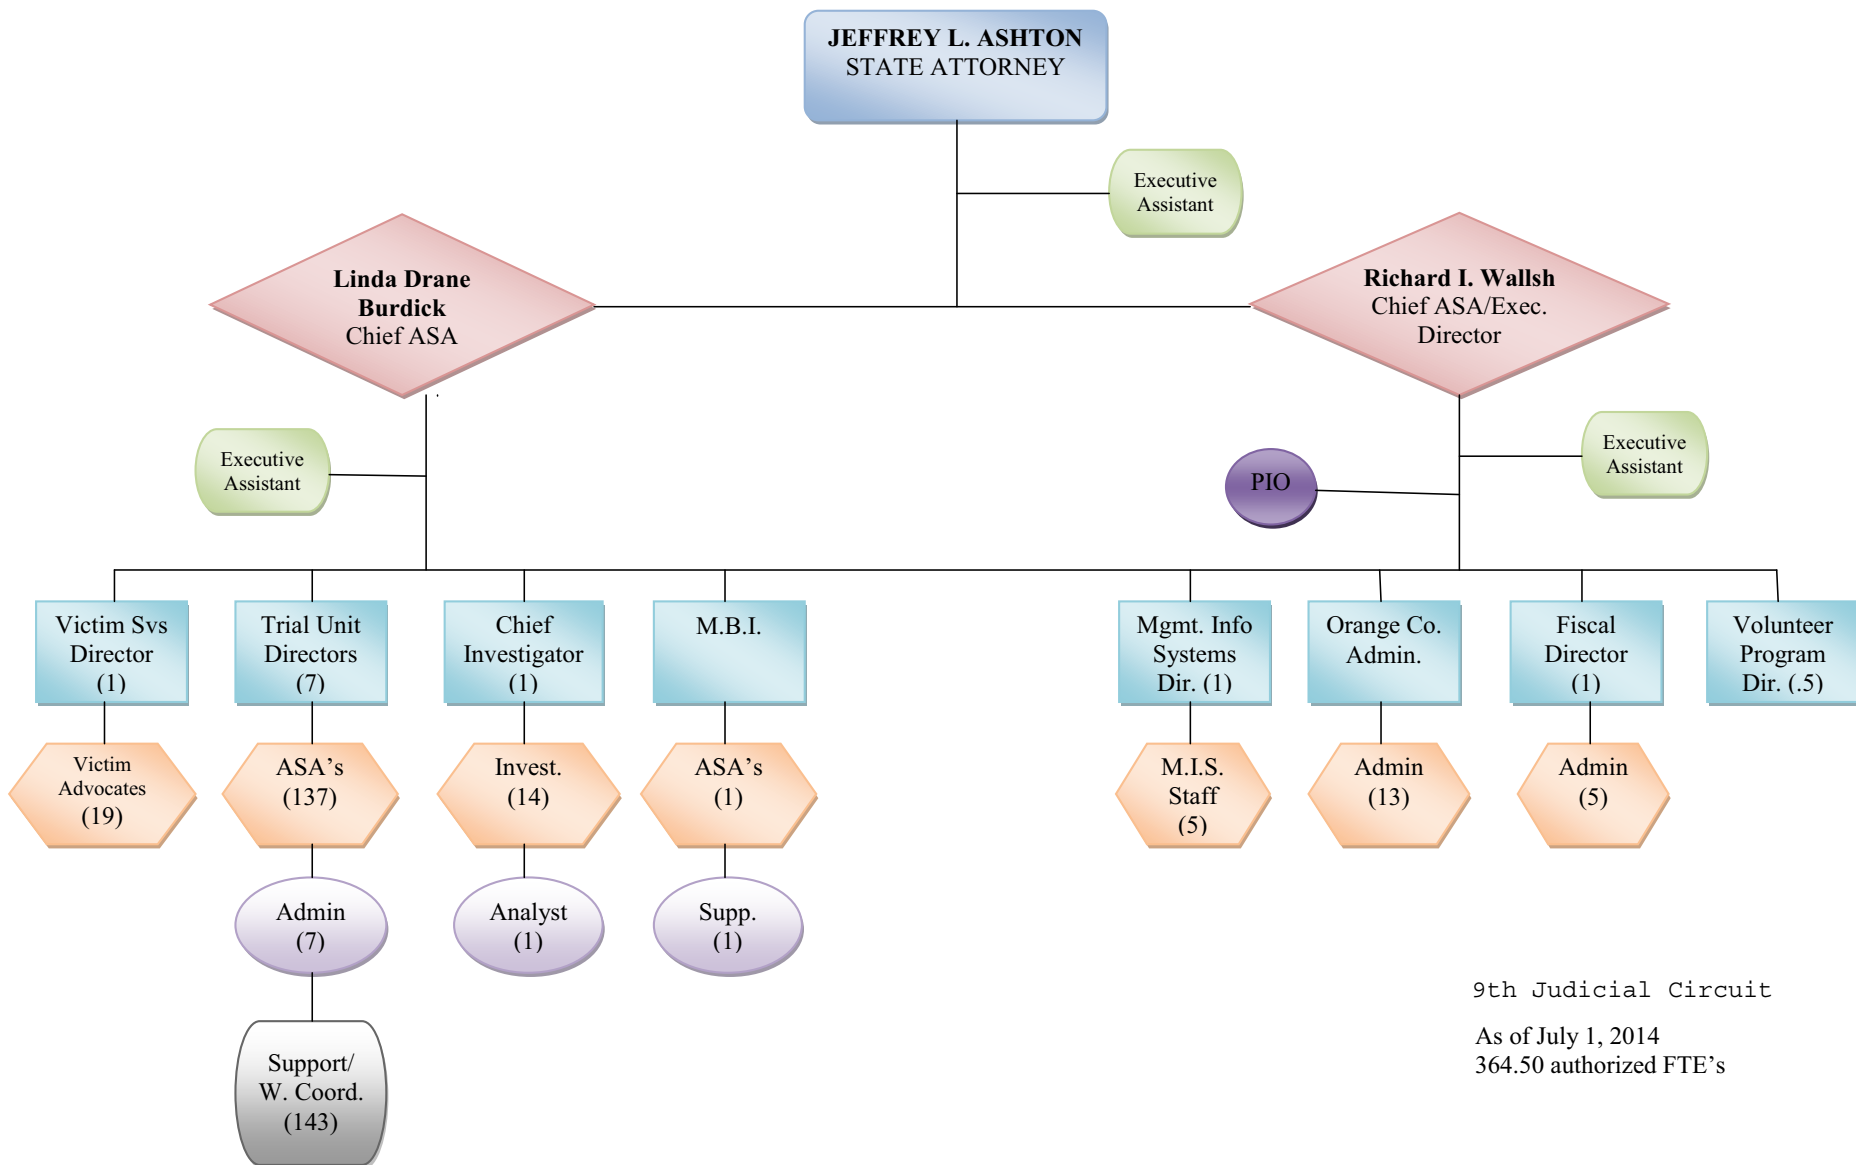 JEFFREY L. ASHTON
STATE ATTORNEY
Executive
Assistant
Linda Drane
Burdick
Chief ASA
Richard I. Wallsh
Chief ASA/Exec.
Director
Executive
Assistant
PIO
Executive
Assistant
Victim Svs
Director
(1)
Trial Unit
Directors
(7)
Chief
Investigator
(1)
M.B.I.
Mgmt. Info
Systems
Dir. (1)
Orange Co.
Admin.
Fiscal
Director
(1)
Volunteer
Program
Dir. (.5)
Victim
Advocates
(19)
ASA’s
(137)
Invest.
(14)
ASA’s
(1)
M.I.S.
Staff
(5)
Admin
(13)
Admin
(5)
Admin
(7)
Analyst
(1)
Supp.
(1)
Support/
W. Coord.
(143)
9th Judicial Circuit
As of July 1, 2014
364.50 authorized FTE’s